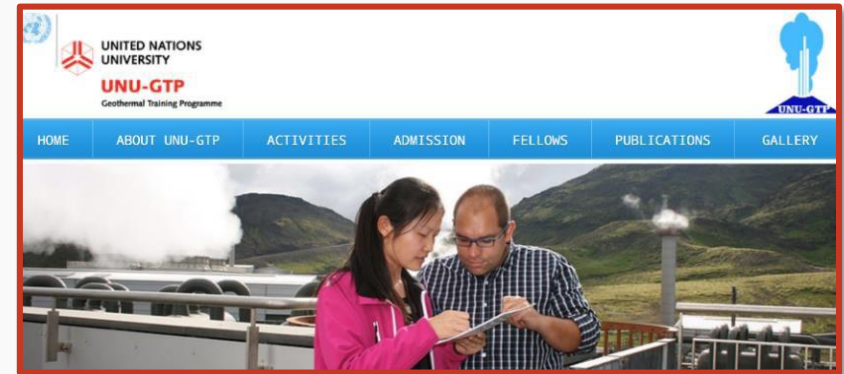 UNITED NATIONS
UNIVERSITY
UNU-GTP
Geothermal Training Programme
UNU-GTP
HOME ABOUT UNU-GTP ACTIVITIES ADMISSION FELLOWS PUBLICATIONS GALLERY